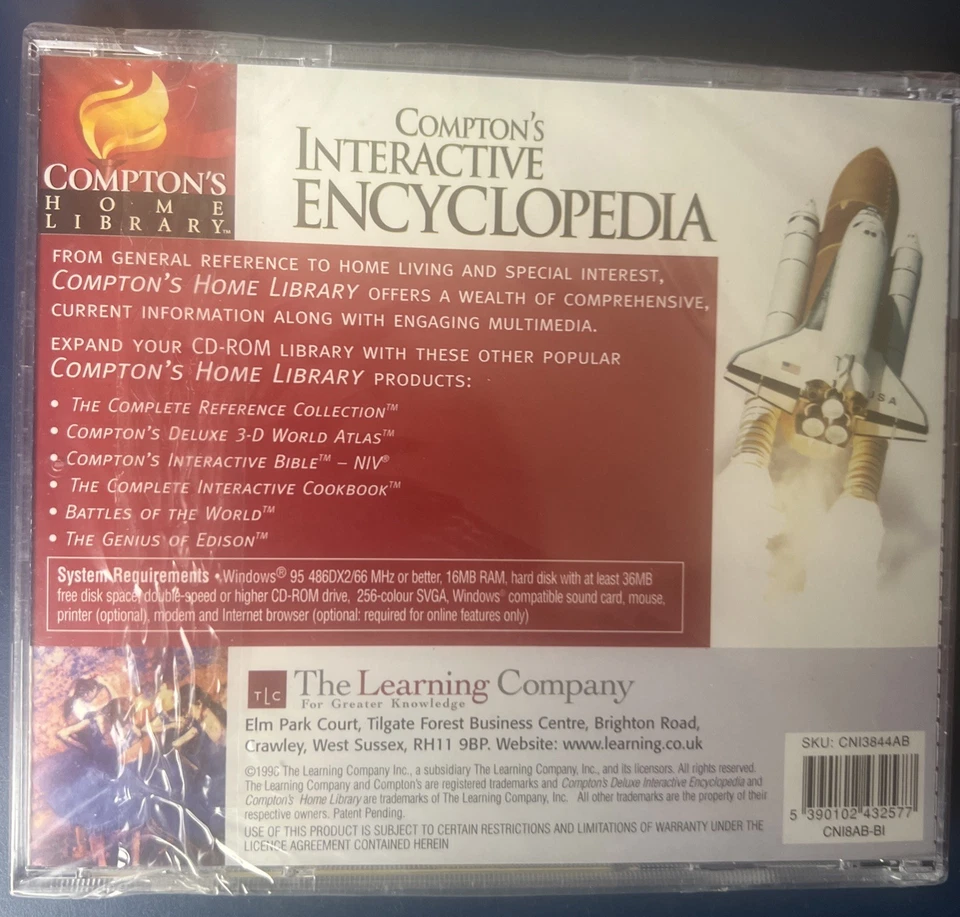 COMPTON'S
HOME
LIBRARY™
COMPTON'S
INTERACTIVE
ENCYCLOPEDIA
FROM GENERAL REFERENCE TO HOME LIVING AND SPECIAL INTEREST,
COMPTON'S HOME LIBRARY OFFERS A WEALTH OF COMPREHENSIVE,
CURRENT INFORMATION ALONG WITH ENGAGING MULTIMEDIA.
EXPAND YOUR CD-ROM LIBRARY WITH THESE OTHER POPULAR
COMPTON'S HOME LIBRARY PRODUCTS:
• THE COMPLETE REFERENCE COLLECTION™
• COMPTON'S DELUXE 3-D WORLD ATLAS™
• COMPTON'S INTERACTIVE BIBLE™ – NIV®
• THE COMPLETE INTERACTIVE COOKBOOK™
• BATTLES OF THE WORLD™
• THE GENIUS OF EDISON™
System Requirements • Windows® 95 486DX2/66 MHz or better, 16MB RAM, hard disk with at least 36MB
free disk space, double-speed or higher CD-ROM drive, 256-colour SVGA, Windows® compatible sound card, mouse,
printer (optional), modem and Internet browser (optional: required for online features only)
USA
TLC
The Learning Company
For Greater Knowledge
Elm Park Court, Tilgate Forest Business Centre, Brighton Road,
Crawley, West Sussex, RH11 9BP. Website: www.learning.co.uk
The Learning Company Inc., a subsidiary The Learning Company, Inc., and its licensors. All rights reserved.
The Learning Company and Compton's are registered trademarks and Compton's Deluxe Interactive Encyclopedia and
Compton's Home Library are trademarks of The Learning Company, Inc. All other trademarks are the property of their
respective owners. Patent Pending.
USE OF THIS PRODUCT IS SUBJECT TO CERTAIN RESTRICTIONS AND LIMITATIONS OF WARRANTY UNDER THE
LICENCE AGREEMENT CONTAINED HEREIN
SKU: CNI3844AB
5 390102 432577
CNI8AB-BI